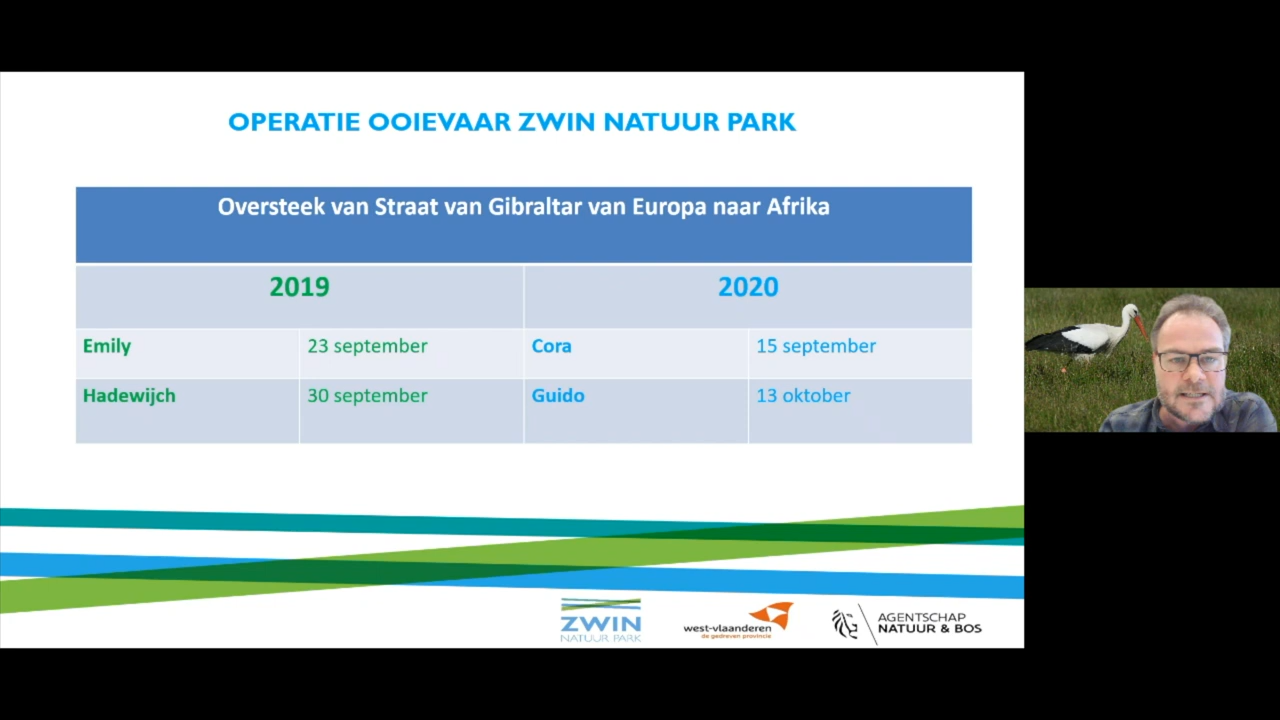 OPERATIE OOIEVAAR ZWIN NATUUR PARK
Oversteek van Straat van Gibraltar van Europa naar Afrika
2019 2020
Emily 23 september Cora 15 september
Hadewijch 30 september Guido 13 oktober
ZWIN
NATUUR PARK
west-vlaanderen
de gedreven provincie
AGENTSCHAP
NATUUR & BOS